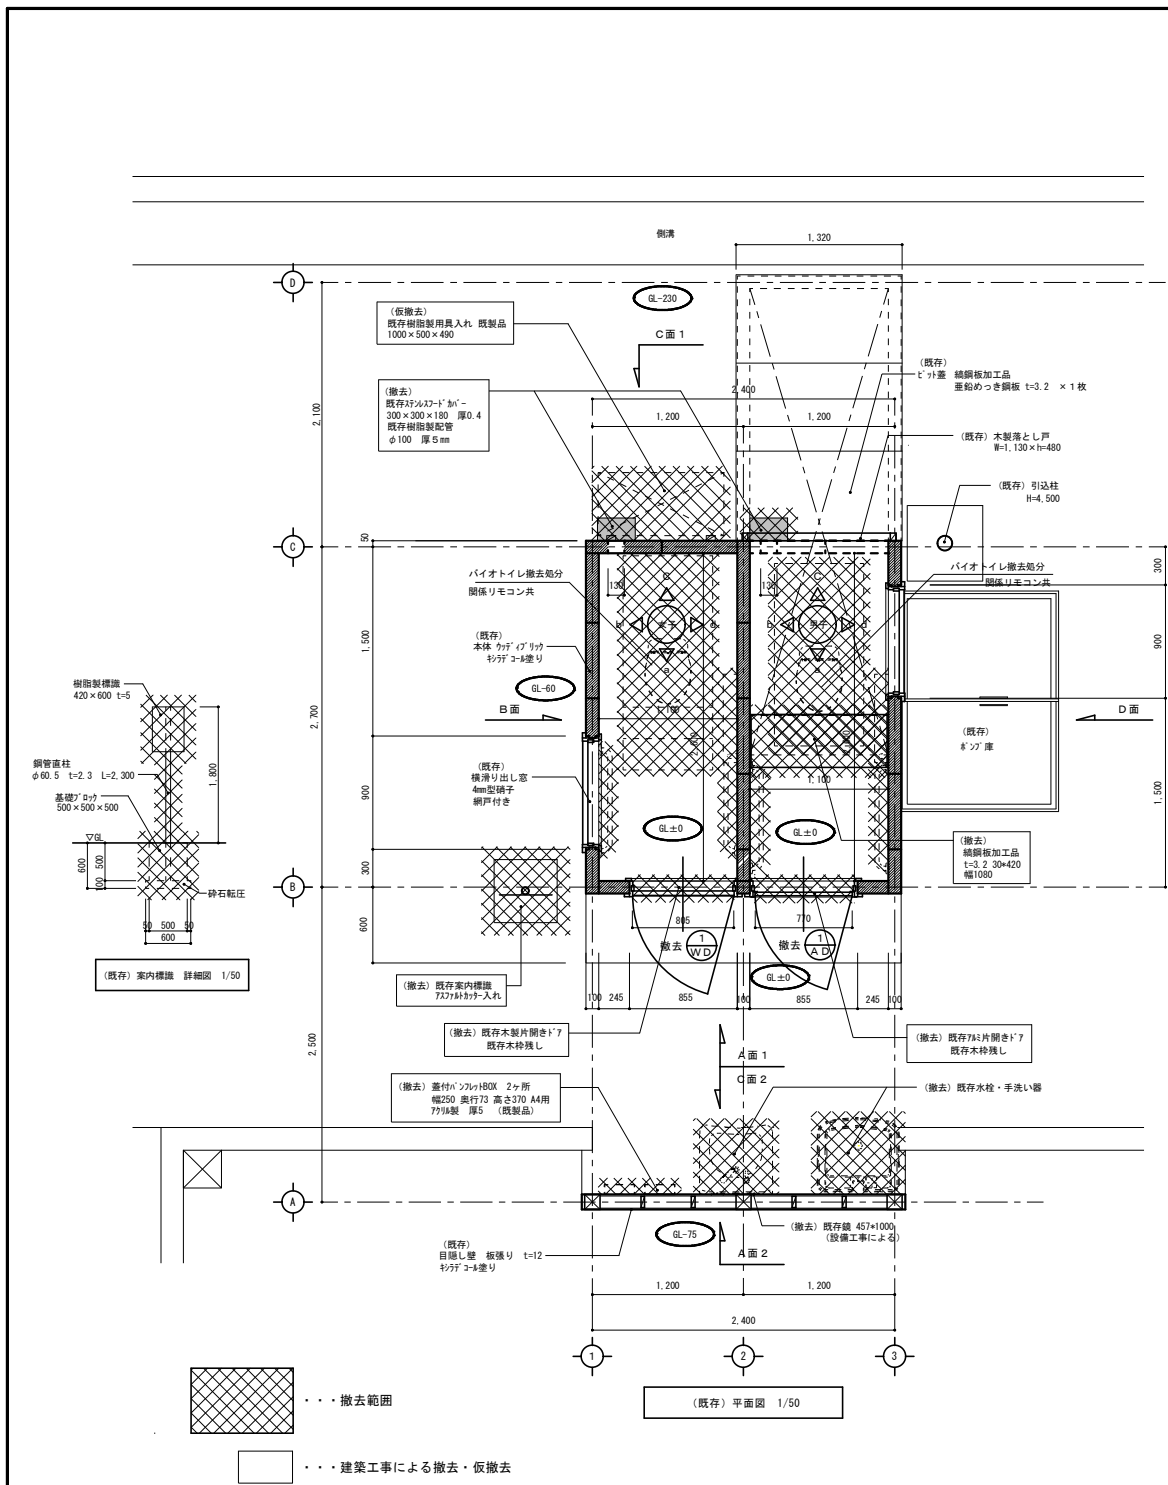 側溝
1,320
D
GL-230
(仮撤去)
既存樹脂製用具入れ 既製品
1000×500×490
C面1
(既存)
ピット蓋 縞鋼板加工品
亜鉛めっき鋼板 t=3.2 ×1枚
(撤去)
既存ステンレスフードカバー
300×300×180 厚0.4
既存樹脂製配管
φ100 厚5mm
2,400
1,200
1,200
2,100
(既存) 木製落とし戸
W=1,130×h=480
(既存) 引込柱
H=4,500
C
50
バイオトイレ撤去処分
関係リモコン共
バイオトイレ撤去処分
関係リモコン共
130
130
300
C
b
女子
d
a
C
b
男子
d
a
(既存)
本体 ウッディブリック
キシラデコール塗り
1,500
900
GL-60
B面
D面
2,700
1,100
2,600
2,600
1,100
(既存)
ポンプ庫
樹脂製標識
420×600 t=5
鋼管直柱
φ60.5 t=2.3 L=2,300
1,800
基礎ブロック
500×500×500
▽GL
600
500
100
砕石転圧
50
500
50
600
(既存) 案内標識 詳細図 1/50
(既存)
横滑り出し窓
4mm型硝子
網戸付き
900
1,500
GL±0
GL±0
(撤去)
縞鋼板加工品
t=3.2 30*420
幅1080
300
B
600
805
770
撤去
1
WD
撤去
1
AD
GL±0
(撤去) 既存案内標識
アスファルトカッター入れ
100
245
855
100
855
245
100
2,500
(撤去) 既存木製片開きドア
既存木枠残し
A面1
C面2
(撤去) 既存アルミ片開きドア
既存木枠残し
(撤去) 蓋付パンフレットBOX 2ヶ所
幅250 奥行73 高さ370 A4用
アクリル製 厚5 (既製品)
(撤去) 既存水栓・手洗い器
A
GL-75
(撤去) 既存鏡 457*1000
(設備工事による)
(既存)
目隠し壁 板張り t=12
キシラデコール塗り
A面2
1,200
1,200
2,400
1
2
3
(既存) 平面図 1/50
・・・撤去範囲
・・・建築工事による撤去・仮撤去